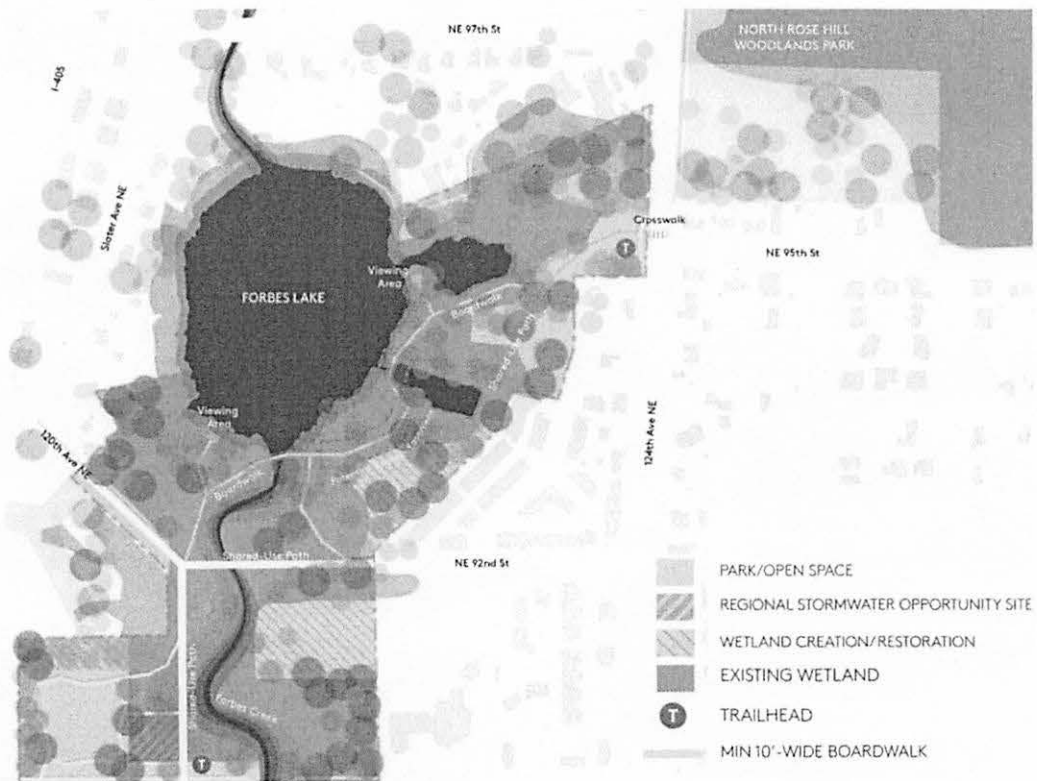 NE 97th St
NORTH ROSE HILL
WOODLANDS PARK
I-405
Slater Ave NE
Crosswalk
T
NE 95th St
Viewing
Area
FORBES LAKE
Boardwalk
Shared-Use Path
Viewing
Area
120th Ave NE
124th Ave NE
Boardwalk
Shared-Use Path
NE 92nd St
Shared-Use Path
Forbes Creek
T
PARK/OPEN SPACE
REGIONAL STORMWATER OPPORTUNITY SITE
WETLAND CREATION/RESTORATION
EXISTING WETLAND
T
TRAILHEAD
MIN 10'-WIDE BOARDWALK